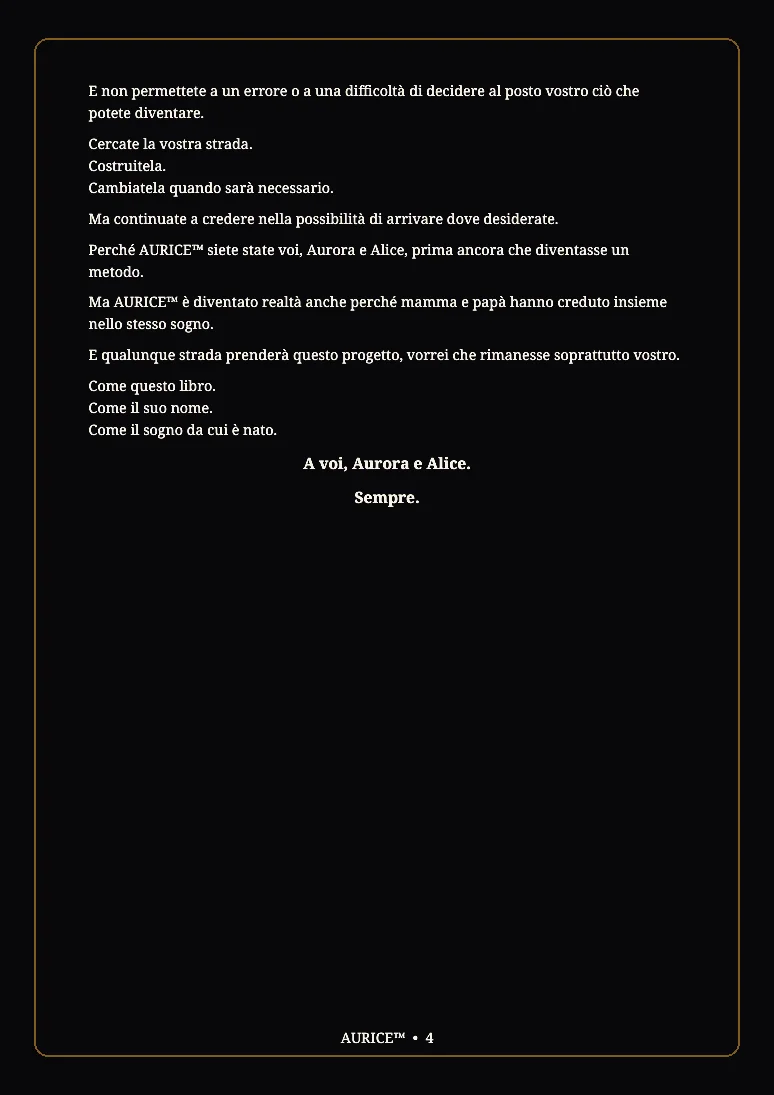 E non permettete a un errore o a una difficoltà di decidere al posto vostro ciò che
potete diventare.
Cercate la vostra strada.
Costruitela.
Cambiatela quando sarà necessario.
Ma continuate a credere nella possibilità di arrivare dove desiderate.
Perché AURICE™ siete state voi, Aurora e Alice, prima ancora che diventasse un
metodo.
Ma AURICE™ è diventato realtà anche perché mamma e papà hanno creduto insieme
nello stesso sogno.
E qualunque strada prenderà questo progetto, vorrei che rimanesse soprattutto vostro.
Come questo libro.
Come il suo nome.
Come il sogno da cui è nato.
A voi, Aurora e Alice.
Sempre.
AURICE™ • 4